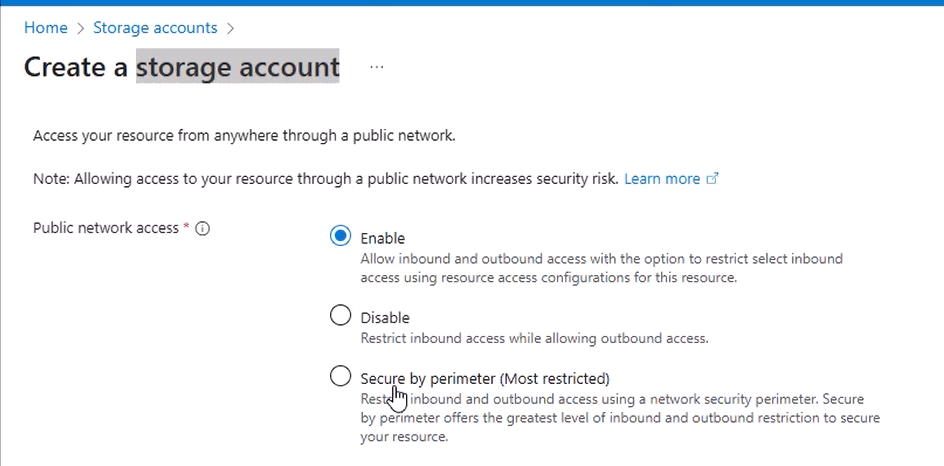 Home > Storage accounts >
Create a storage account ...
Access your resource from anywhere through a public network.
Note: Allowing access to your resource through a public network increases security risk. Learn more
Public network access *
Enable
Allow inbound and outbound access with the option to restrict select inbound
access using resource access configurations for this resource.
Disable
Restrict inbound access while allowing outbound access.
Secure by perimeter (Most restricted)
Restrict inbound and outbound access using a network security perimeter. Secure
by perimeter offers the greatest level of inbound and outbound restriction to secure
your resource.